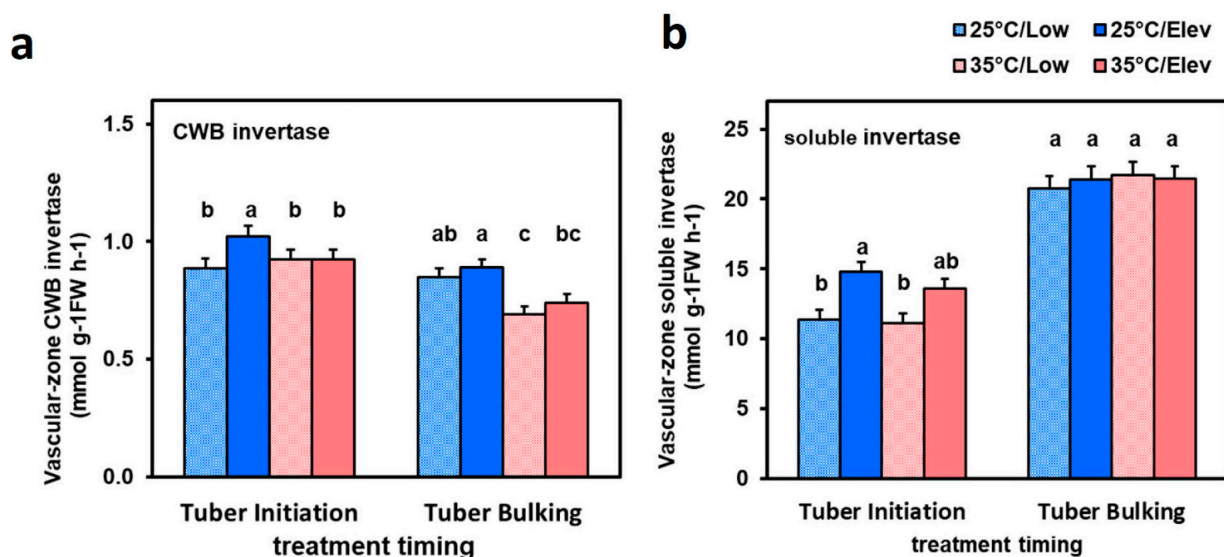 a
CWB invertase
Vascular-zone CWB invertase
(mmol g-1FW h-1)
1.5
1.0
0.5
0.0
b
a
b
b
ab
a
c
bc
Tuber Initiation
Tuber Bulking
treatment timing
b
25°C/Low
25°C/Elev
35°C/Low
35°C/Elev
soluble invertase
Vascular-zone soluble invertase
(mmol g-1FW h-1)
25
20
15
10
5
0
b
a
b
ab
a
a
a
a
Tuber Initiation
Tuber Bulking
treatment timing